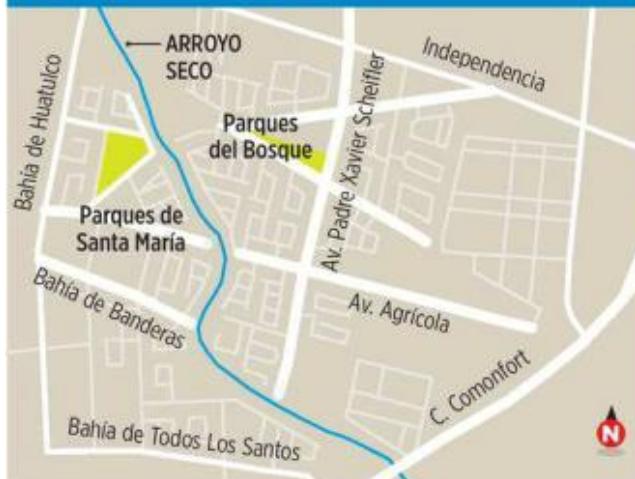 ARROYO
SECO
Independencia
Bahía de Huatulco
Parques
del Bosque
Av. Padre Xavier Scheifler
Parques de
Santa María
Bahía de Banderas
Av. Agrícola
C. Comonfort
Bahía de Todos Los Santos
N